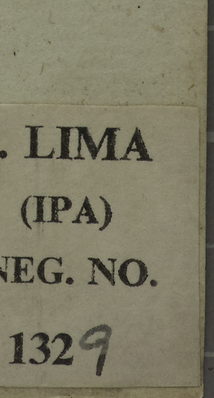 . LIMA
(IPA)
NEG. NO.
1329